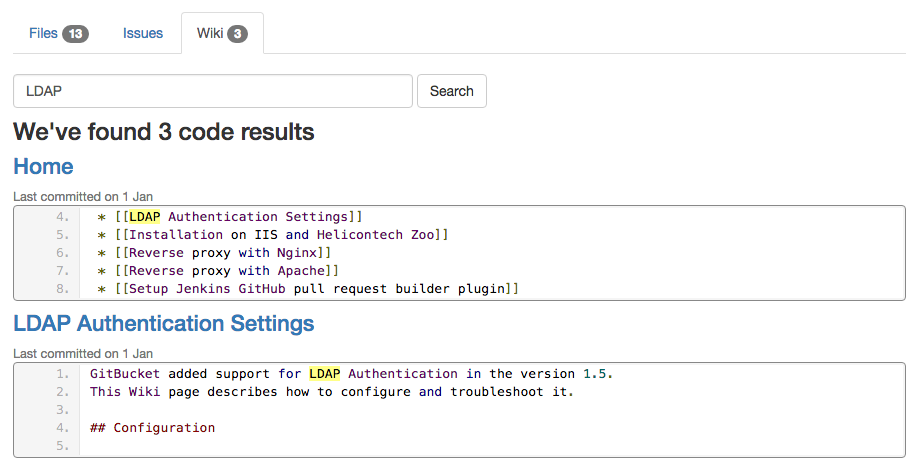 Files 13 Issues Wiki 3
LDAP Search
We've found 3 code results
Home
Last committed on 1 Jan
4. * [[LDAP Authentication Settings]]
5. * [[Installation on IIS and Helicontech Zoo]]
6. * [[Reverse proxy with Nginx]]
7. * [[Reverse proxy with Apache]]
8. * [[Setup Jenkins GitHub pull request builder plugin]]
LDAP Authentication Settings
Last committed on 1 Jan
1. GitBucket added support for LDAP Authentication in the version 1.5.
2. This Wiki page describes how to configure and troubleshoot it.
3.
4. ## Configuration
5.